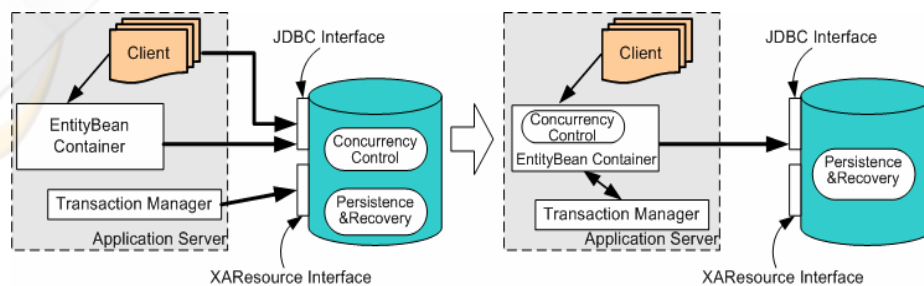 Client
JDBC Interface
EntityBean
Container
Concurrency
Control
Persistence
&Recovery
Transaction Manager
Application Server
XAResource Interface
Client
JDBC Interface
Concurrency
Control
EntityBean Container
Persistence
&Recovery
Transaction Manager
Application Server
XAResource Interface